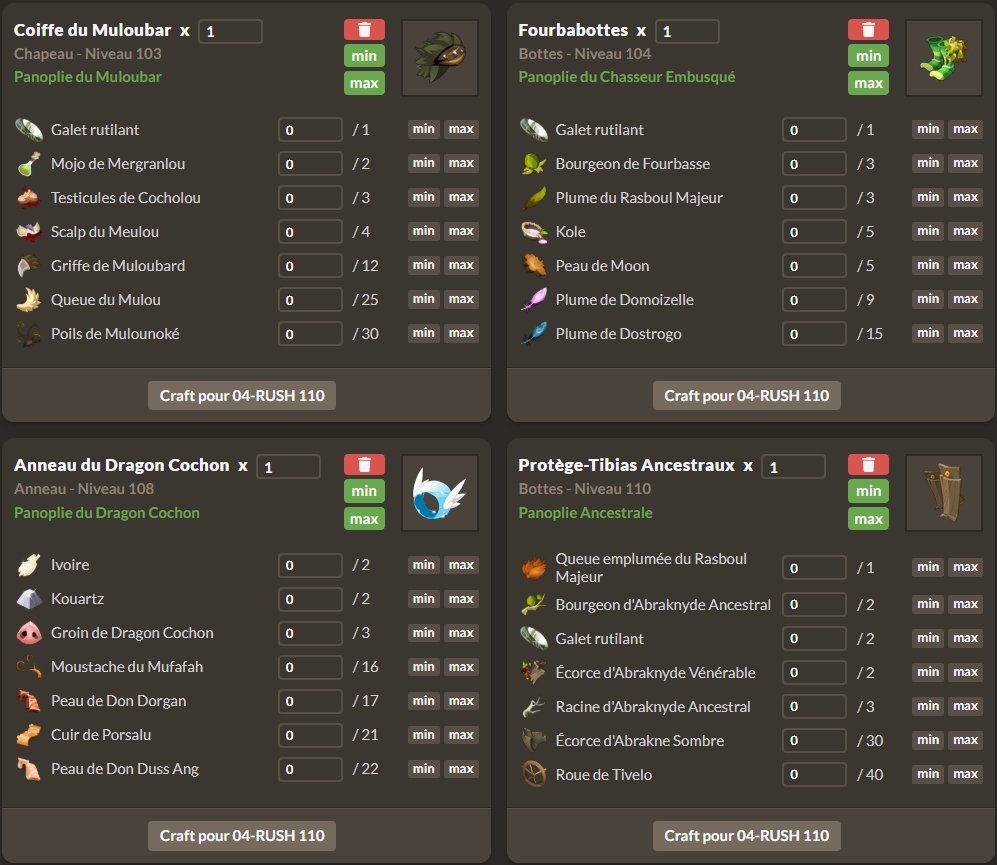 Coiffe du Muloubar x 1
Chapeau - Niveau 103
Panoplie du Muloubar
min
max
Galet rutilant 0 / 1 min max
Mojo de Mergranlou 0 / 2 min max
Testicules de Cocholou 0 / 3 min max
Scalp du Meulou 0 / 4 min max
Griffe de Muloubard 0 / 12 min max
Queue du Mulou 0 / 25 min max
Poils de Mulounoké 0 / 30 min max
Craft pour 04-RUSH 110
Fourbabottes x 1
Bottes - Niveau 104
Panoplie du Chasseur Embusqué
min
max
Galet rutilant 0 / 1 min max
Bourgeon de Fourbasse 0 / 3 min max
Plume du Rasboul Majeur 0 / 3 min max
Kole 0 / 5 min max
Peau de Moon 0 / 5 min max
Plume de Domoizelle 0 / 9 min max
Plume de Dostrogo 0 / 15 min max
Craft pour 04-RUSH 110
Anneau du Dragon Cochon x 1
Anneau - Niveau 108
Panoplie du Dragon Cochon
min
max
Ivoire 0 / 2 min max
Kouartz 0 / 2 min max
Groin de Dragon Cochon 0 / 3 min max
Moustache du Mufafah 0 / 16 min max
Peau de Don Dorgan 0 / 17 min max
Cuir de Porsalu 0 / 21 min max
Peau de Don Duss Ang 0 / 22 min max
Craft pour 04-RUSH 110
Protège-Tibias Ancestraux x 1
Bottes - Niveau 110
Panoplie Ancestrale
min
max
Queue emplumée du Rasboul
Majeur 0 / 1 min max
Bourgeon d'Abraknyde Ancestral 0 / 2 min max
Galet rutilant 0 / 2 min max
Écorce d'Abraknyde Vénérable 0 / 2 min max
Racine d'Abraknyde Ancestral 0 / 3 min max
Écorce d'Abrakne Sombre 0 / 30 min max
Roue de Tivelo 0 / 40 min max
Craft pour 04-RUSH 110